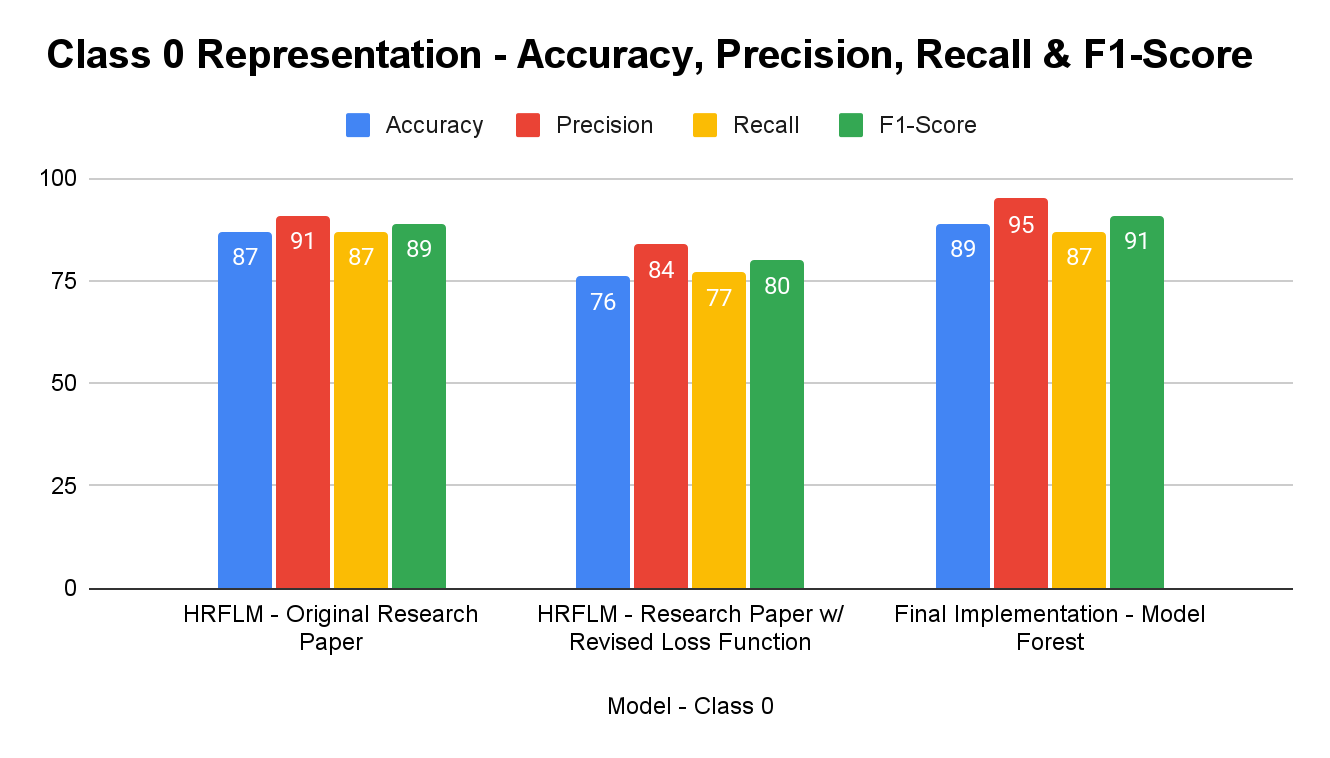 Class 0 Representation - Accuracy, Precision, Recall & F1-Score
Accuracy Precision Recall F1-Score
100
75
50
25
0
87 91 87 89
76 84 77 80
89 95 87 91
HRFLM - Original Research
Paper
HRFLM - Research Paper w/
Revised Loss Function
Final Implementation - Model
Forest
Model - Class 0